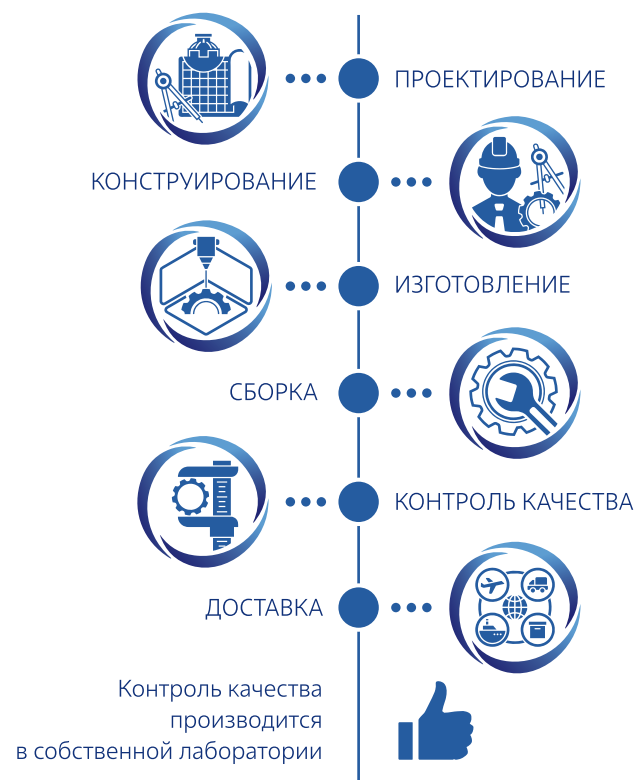 ПРОЕКТИРОВАНИЕ
КОНСТРУИРОВАНИЕ
ИЗГОТОВЛЕНИЕ
СБОРКА
КОНТРОЛЬ КАЧЕСТВА
ДОСТАВКА
Контроль качества
производится
в собственной лаборатории